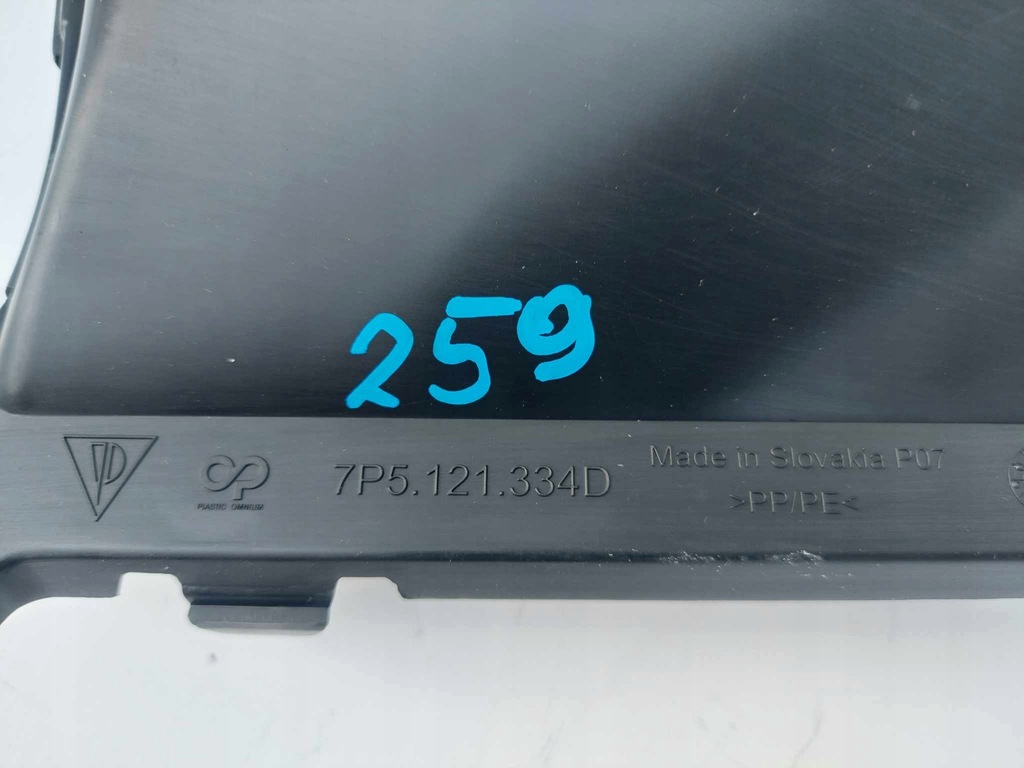 259
7P5.121.334D
Made in Slovakia P07
>PP/PE<
PLASTIC OMNIUM